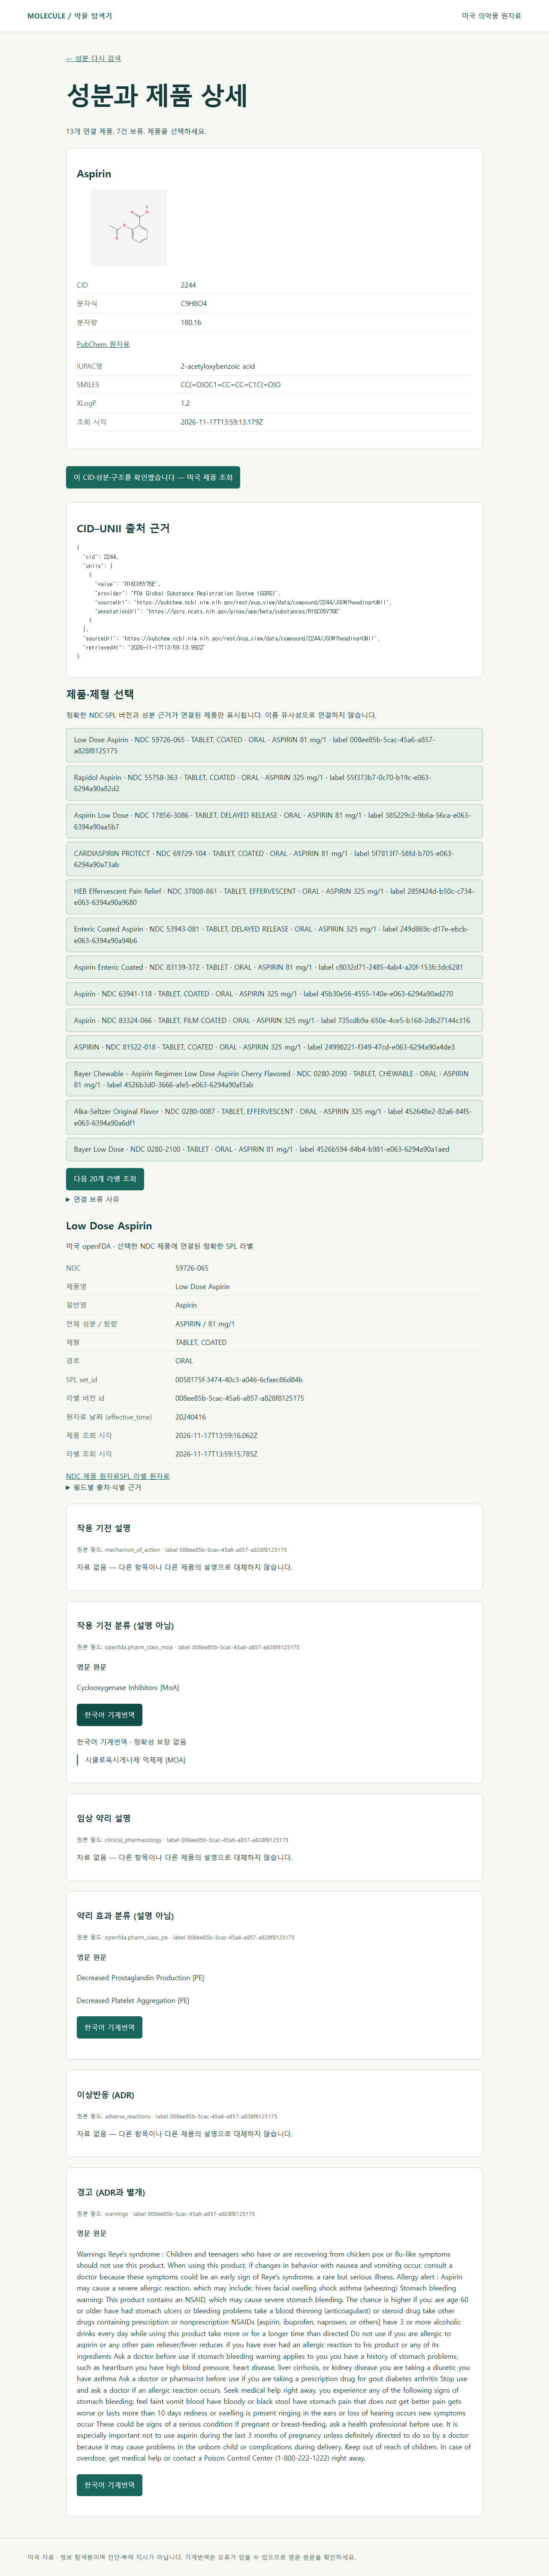 MOLECULE / 약물 탐색기
미국 의약품 원자료
← 성분 다시 검색
성분과 제품 상세
13개 연결 제품, 7건 보류. 제품을 선택하세요.
Aspirin
CID 2244
분자식 C9H8O4
분자량 180.16
PubChem 원자료
IUPAC명 2-acetyloxybenzoic acid
SMILES CC(=O)OC1=CC=CC=C1C(=O)O
XLogP 1.2
조회 시각 2026-11-17T13:59:13.179Z
이 CID·성분·구조를 확인했습니다 — 미국 제품 조회
CID–UNII 출처 근거
{
"cid": 2244,
"uniis": [
{
"value": "R16CO5Y76E",
"provider": "FDA Global Substance Registration System (GSRS)",
"sourceUrl": "https://pubchem.ncbi.nlm.nih.gov/rest/pug_view/data/compound/2244/JSON?heading=UNII",
"annotationUrl": "https://gsrs.ncats.nih.gov/ginas/app/beta/substances/R16CO5Y76E"
}
],
"sourceUrl": "https://pubchem.ncbi.nlm.nih.gov/rest/pug_view/data/compound/2244/JSON?heading=UNII",
"retrievedAt": "2026-11-17T13:59:13.992Z"
}
제품·제형 선택
정확한 NDC·SPL 버전과 성분 근거가 연결된 제품만 표시됩니다. 이름 유사성으로 연결하지 않습니다.
Low Dose Aspirin · NDC 59726-065 · TABLET, COATED · ORAL · ASPIRIN 81 mg/1 · label 008ee85b-5cac-45a6-a857-
a828f8125175
Rapidol Aspirin · NDC 55758-363 · TABLET, COATED · ORAL · ASPIRIN 325 mg/1 · label 55f373b7-0c70-b19c-e063-
6294a90a82d2
Aspirin Low Dose · NDC 17856-3086 · TABLET, DELAYED RELEASE · ORAL · ASPIRIN 81 mg/1 · label 385229c2-9b6a-56ca-e063-
6394a90aa5b7
CARDIASPIRIN PROTECT · NDC 69729-104 · TABLET, COATED · ORAL · ASPIRIN 81 mg/1 · label 5f7813f7-58fd-b705-e063-
6294a90a73ab
HEB Effervescent Pain Relief · NDC 37808-861 · TABLET, EFFERVESCENT · ORAL · ASPIRIN 325 mg/1 · label 285f424d-b50c-c734-
e063-6394a90a9680
Enteric Coated Aspirin · NDC 53943-081 · TABLET, DELAYED RELEASE · ORAL · ASPIRIN 325 mg/1 · label 249d869c-d17e-ebcb-
e063-6394a90a94b6
Aspirin Enteric Coated · NDC 83139-372 · TABLET · ORAL · ASPIRIN 81 mg/1 · label c8032d71-2485-4ab4-a20f-153fc3dc6281
Aspirin · NDC 63941-118 · TABLET, COATED · ORAL · ASPIRIN 325 mg/1 · label 45b30e56-4555-140e-e063-6294a90ad270
Aspirin · NDC 83324-066 · TABLET, FILM COATED · ORAL · ASPIRIN 325 mg/1 · label 735cdb9a-650e-4ce5-b168-2db27144c316
ASPIRIN · NDC 81522-018 · TABLET, COATED · ORAL · ASPIRIN 325 mg/1 · label 24998221-f349-47cd-e063-6294a90a4de3
Bayer Chewable - Aspirin Regimen Low Dose Aspirin Cherry Flavored · NDC 0280-2090 · TABLET, CHEWABLE · ORAL · ASPIRIN
81 mg/1 · label 4526b3d0-3666-afe5-e063-6294a90af3ab
Alka-Seltzer Original Flavor · NDC 0280-0087 · TABLET, EFFERVESCENT · ORAL · ASPIRIN 325 mg/1 · label 452648e2-82a6-84f5-
e063-6394a90a6df1
Bayer Low Dose · NDC 0280-2100 · TABLET · ORAL · ASPIRIN 81 mg/1 · label 4526b594-84b4-b981-e063-6294a90a1aed
다음 20개 라벨 조회
▶ 연결 보류 사유
Low Dose Aspirin
미국 openFDA · 선택한 NDC 제품에 연결된 정확한 SPL 라벨
NDC 59726-065
제품명 Low Dose Aspirin
일반명 Aspirin
전체 성분 / 함량 ASPIRIN / 81 mg/1
제형 TABLET, COATED
경로 ORAL
SPL set_id 0058175f-3474-40c3-a046-6cfaec86d84b
라벨 버전 id 008ee85b-5cac-45a6-a857-a828f8125175
원자료 날짜 (effective_time) 20240416
제품 조회 시각 2026-11-17T13:59:16.062Z
라벨 조회 시각 2026-11-17T13:59:15.785Z
NDC 제품 원자료SPL 라벨 원자료
▶ 필드별 출처·식별 근거
작용 기전 설명
원본 필드: mechanism_of_action · label 008ee85b-5cac-45a6-a857-a828f8125175
자료 없음 — 다른 항목이나 다른 제품의 설명으로 대체하지 않습니다.
작용 기전 분류 (설명 아님)
원본 필드: openfda.pharm_class_moa · label 008ee85b-5cac-45a6-a857-a828f8125175
영문 원문
Cyclooxygenase Inhibitors [MoA]
한국어 기계번역
한국어 기계번역 · 정확성 보장 없음
시클로옥시게나제 억제제 [MOA]
임상 약리 설명
원본 필드: clinical_pharmacology · label 008ee85b-5cac-45a6-a857-a828f8125175
자료 없음 — 다른 항목이나 다른 제품의 설명으로 대체하지 않습니다.
약리 효과 분류 (설명 아님)
원본 필드: openfda.pharm_class_pe · label 008ee85b-5cac-45a6-a857-a828f8125175
영문 원문
Decreased Prostaglandin Production [PE]
Decreased Platelet Aggregation [PE]
한국어 기계번역
이상반응 (ADR)
원본 필드: adverse_reactions · label 008ee85b-5cac-45a6-a857-a828f8125175
자료 없음 — 다른 항목이나 다른 제품의 설명으로 대체하지 않습니다.
경고 (ADR과 별개)
원본 필드: warnings · label 008ee85b-5cac-45a6-a857-a828f8125175
영문 원문
Warnings Reye's syndrome : Children and teenagers who have or are recovering from chicken pox or flu-like symptoms
should not use this product. When using this product, if changes in behavior with nausea and vomiting occur, consult a
doctor because these symptoms could be an early sign of Reye's syndrome, a rare but serious illness. Allergy alert : Aspirin
may cause a severe allergic reaction, which may include: hives facial swelling shock asthma (wheezing) Stomach bleeding
warning: This product contains an NSAID, which may cause severe stomach bleeding. The chance is higher if you: are age 60
or older have had stomach ulcers or bleeding problems take a blood thinning (anticoagulant) or steroid drug take other
drugs containing prescription or nonprescription NSAIDs [aspirin, ibuprofen, naproxen, or others] have 3 or more alcoholic
drinks every day while using this product take more or for a longer time than directed Do not use if you are allergic to
aspirin or any other pain reliever/fever reducer. if you have ever had an allergic reaction to his product or any of its
ingredients Ask a doctor before use if stomach bleeding warning applies to you you have a history of stomach problems,
such as heartburn you have high blood pressure, heart disease, liver cirrhosis, or kidney disease you are taking a diuretic you
have asthma Ask a doctor or pharmacist before use if you are taking a prescription drug for gout diabetes arthritis Stop use
and ask a doctor if an allergic reaction occurs. Seek medical help right away. you experience any of the following signs of
stomach bleeding: feel faint vomit blood have bloody or black stool have stomach pain that does not get better pain gets
worse or lasts more than 10 days redness or swelling is present ringing in the ears or loss of hearing occurs new symptoms
occur These could be signs of a serious condition If pregnant or breast-feeding, ask a health professional before use. It is
especially important not to use aspirin during the last 3 months of pregnancy unless definitely directed to do so by a doctor
because it may cause problems in the unborn child or complications during delivery. Keep out of reach of children. In case of
overdose, get medical help or contact a Poison Control Center (1-800-222-1222) right away.
한국어 기계번역
미국 자료 · 정보 탐색용이며 진단·복약 지시가 아닙니다. 기계번역은 오류가 있을 수 있으므로 영문 원문을 확인하세요.